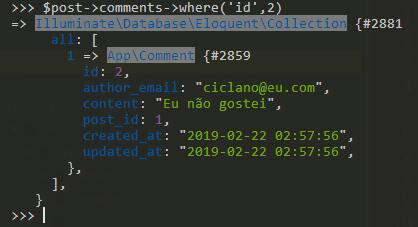 >>> $post->comments->where('id',2)
=> Illuminate\Database\Eloquent\Collection {#2881
all: [
1 => App\Comment {#2859
id: 2,
author_email: "ciclano@eu.com",
content: "Eu não gostei",
post_id: 1,
created_at: "2019-02-22 02:57:56",
updated_at: "2019-02-22 02:57:56",
},
],
}
>>>